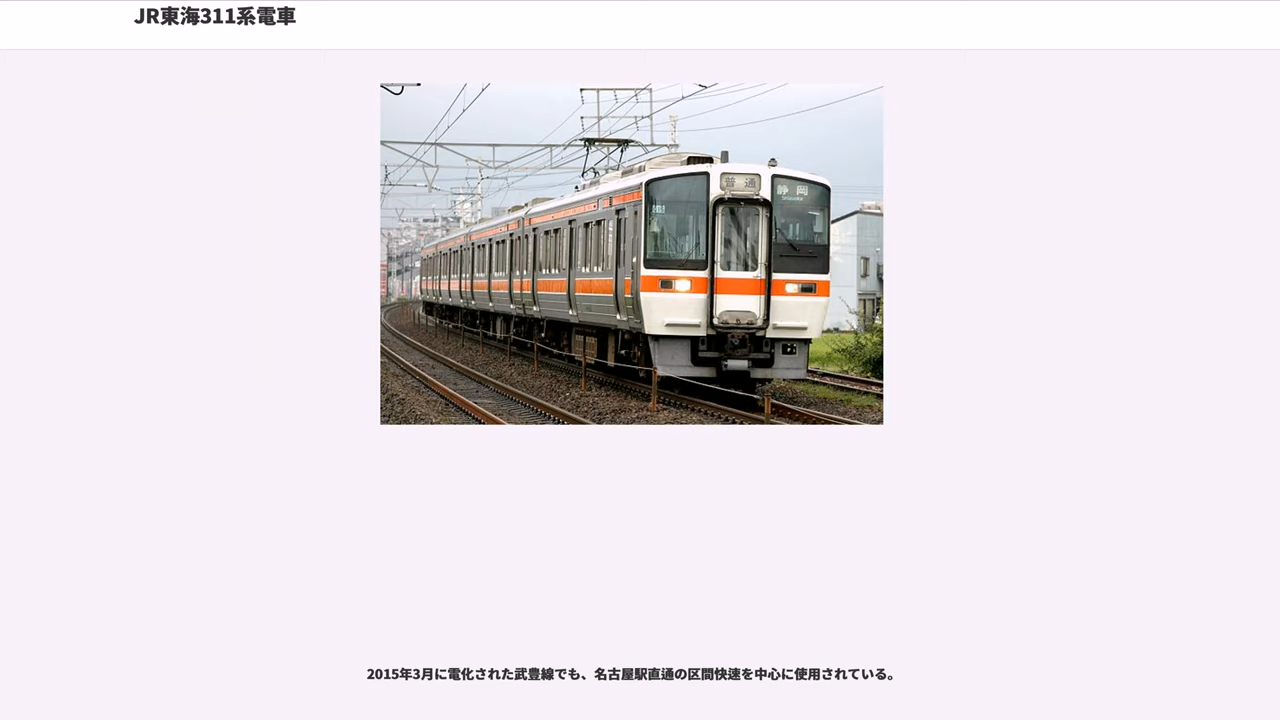 JR東海311系電車
普通
静岡
Shizuoka
2015年3月に電化された武豊線でも、名古屋駅直通の区間快速を中心に使用されている。